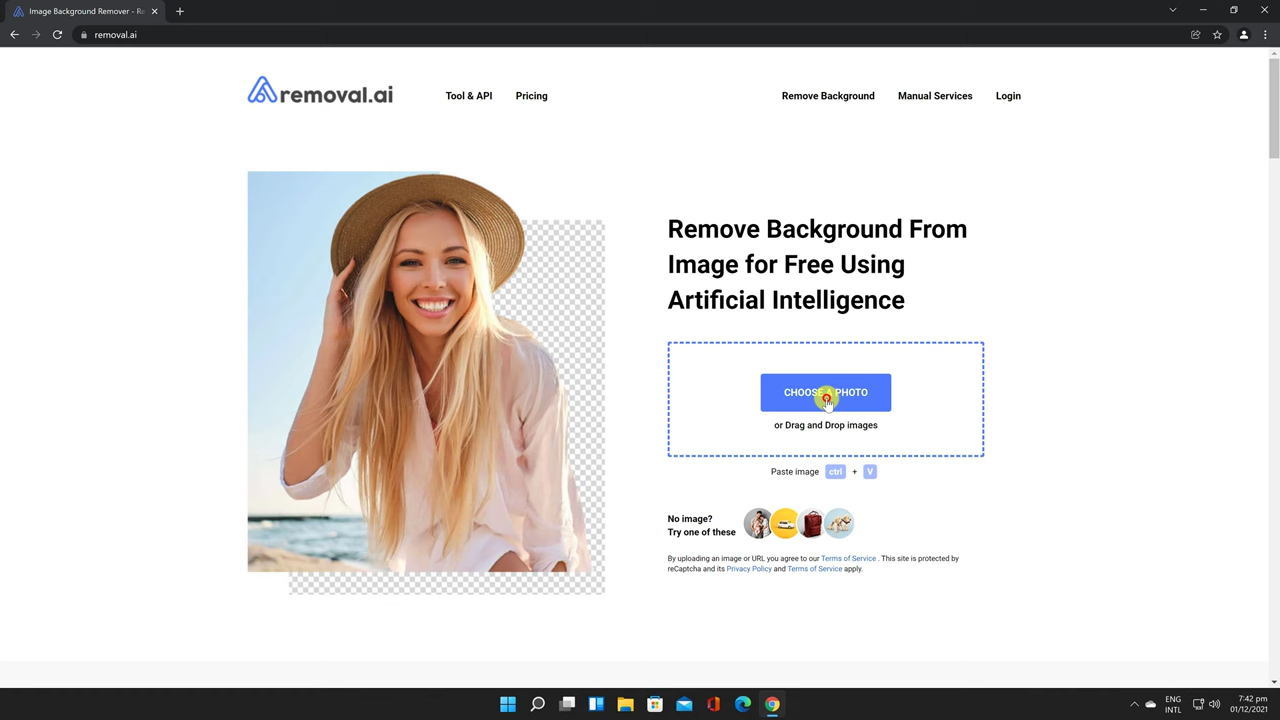 Image Background Remover - Re
removal.ai
removal.ai
Tool & API
Pricing
Remove Background
Manual Services
Login
Remove Background From
Image for Free Using
Artificial Intelligence
CHOOSE A PHOTO
or Drag and Drop images
Paste image ctrl + V
No image?
Try one of these
By uploading an image or URL you agree to our Terms of Service . This site is protected by
reCaptcha and its Privacy Policy and Terms of Service apply.
ENG
INTL
7:42 pm
01/12/2021